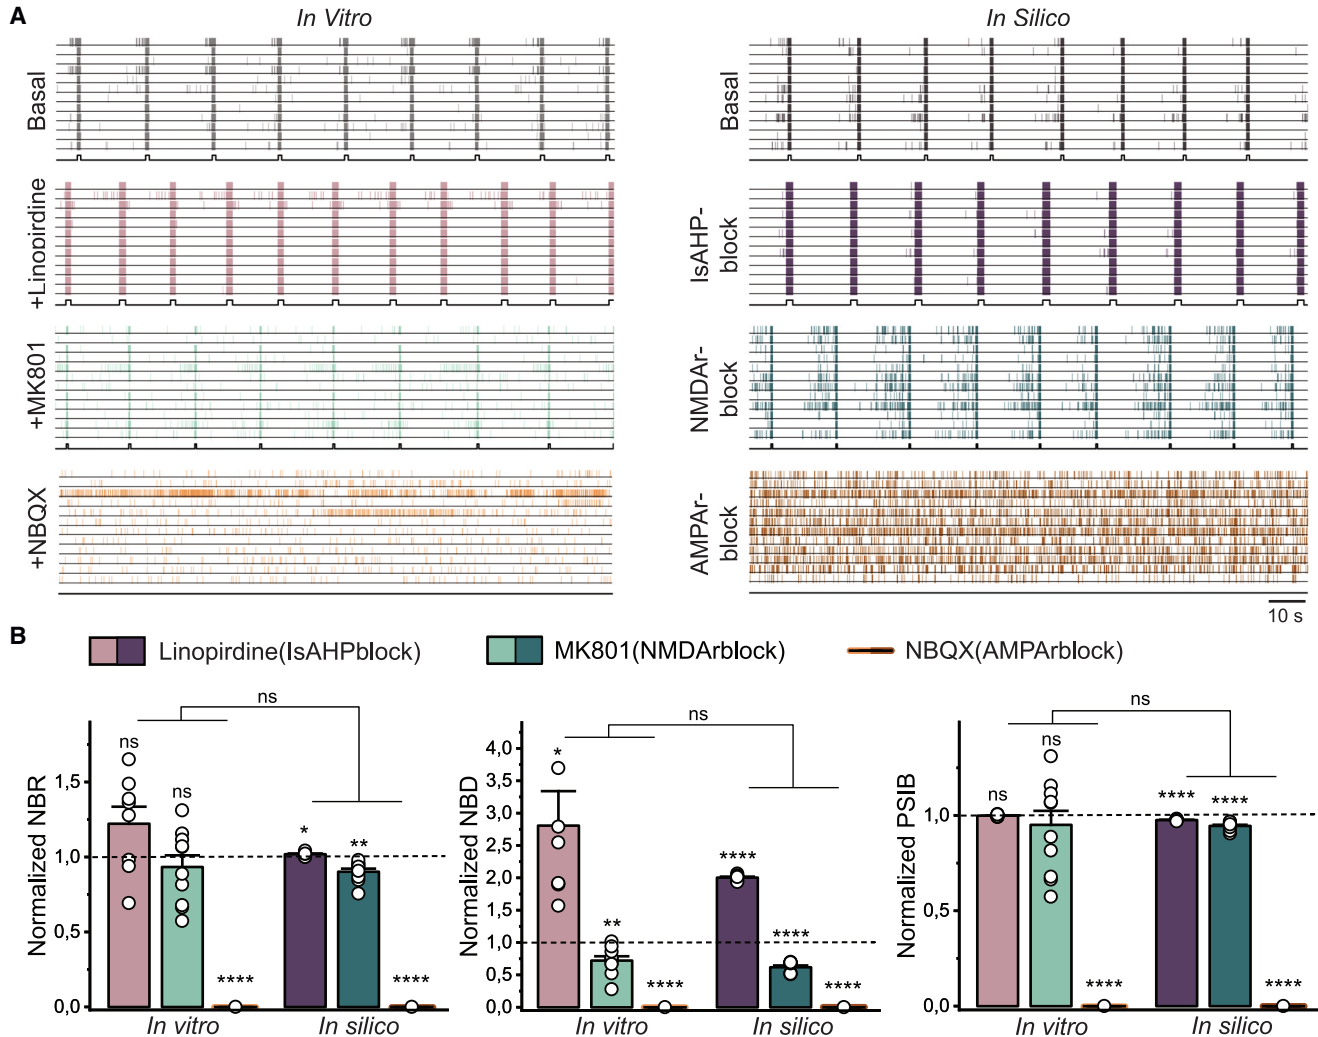 A
In Vitro
In Silico
Basal
+Linopirdine
+MK801
+NBQX
Basal
IsAHP-
block
NMDAr-
block
AMPAr-
block
10 s
B
Linopirdine(IsAHPblock)
MK801(NMDArblock)
NBQX(AMPArblock)
Normalized NBR
1,5
1,0
0,5
0,0
ns
ns
ns
****
*
**
****
In vitro
In silico
Normalized NBD
4,0
3,5
3,0
2,5
2,0
1,5
1,0
0,5
0,0
ns
*
**
****
****
****
****
In vitro
In silico
Normalized PSIB
1,0
0,5
0,0
ns
ns
ns
****
****
****
****
In vitro
In silico